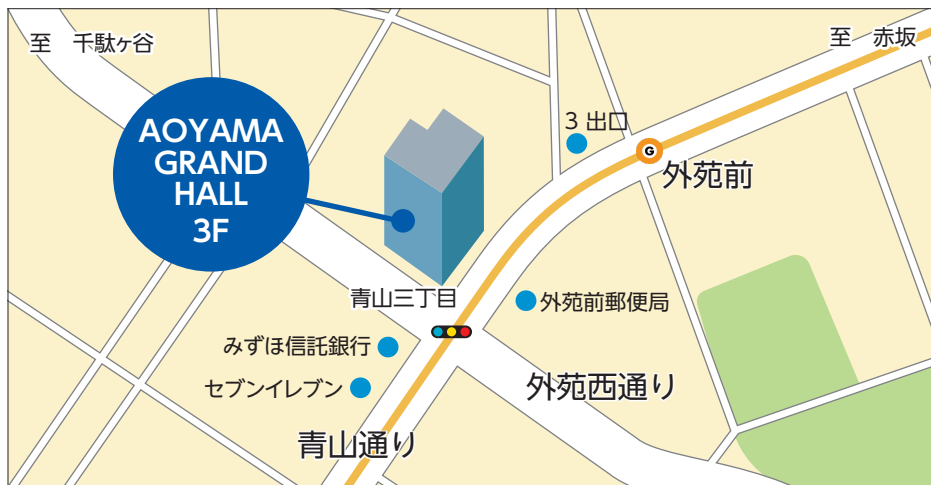 至 千駄ヶ谷
至 赤坂
AOYAMA
GRAND
HALL
3F
3 出口
G
外苑前
青山三丁目
外苑前郵便局
みずほ信託銀行
セブンイレブン
外苑西通り
青山通り